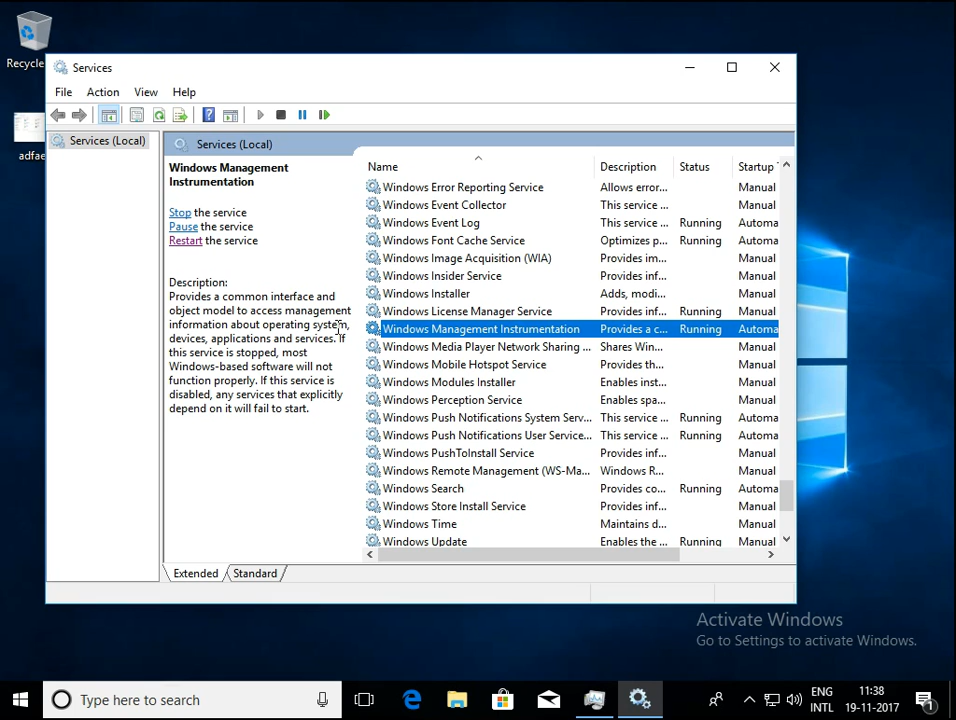 Recycle
adfae
Services
File Action View Help
Services (Local)
Services (Local)
Windows Management
Instrumentation
Stop the service
Pause the service
Restart the service
Description:
Provides a common interface and
object model to access management
information about operating system,
devices, applications and services. If
this service is stopped, most
Windows-based software will not
function properly. If this service is
disabled, any services that explicitly
depend on it will fail to start.
Name Description Status Startup T
Windows Error Reporting Service Allows error... Manual
Windows Event Collector This service ... Manual
Windows Event Log This service ... Running Automa
Windows Font Cache Service Optimizes p... Running Automa
Windows Image Acquisition (WIA) Provides im... Manual
Windows Insider Service Provides inf... Manual
Windows Installer Adds, modi... Manual
Windows License Manager Service Provides inf... Running Manual
Windows Management Instrumentation Provides a c... Running Automa
Windows Media Player Network Sharing ... Shares Win... Manual
Windows Mobile Hotspot Service Provides th... Manual
Windows Modules Installer Enables inst... Manual
Windows Perception Service Enables spa... Manual
Windows Push Notifications System Serv... This service ... Running Automa
Windows Push Notifications User Service... This service ... Running Automa
Windows PushToInstall Service Provides inf... Manual
Windows Remote Management (WS-Ma... Windows R... Manual
Windows Search Provides co... Running Automa
Windows Store Install Service Provides inf... Manual
Windows Time Maintains d... Manual
Windows Update Enables the ... Running Manual
Extended Standard
Activate Windows
Go to Settings to activate Windows.
Type here to search
ENG
INTL
11:38
19-11-2017
1